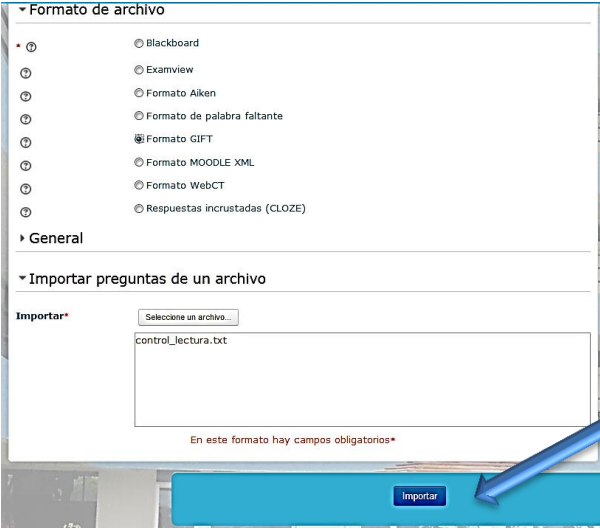 Formato de archivo
* Blackboard
Examview
Formato Aiken
Formato de palabra faltante
Formato GIFT
Formato MOODLE XML
Formato WebCT
Respuestas incrustadas (CLOZE)
General
Importar preguntas de un archivo
Importar* Seleccione un archivo...
control_lectura.txt
En este formato hay campos obligatorios*
Importar